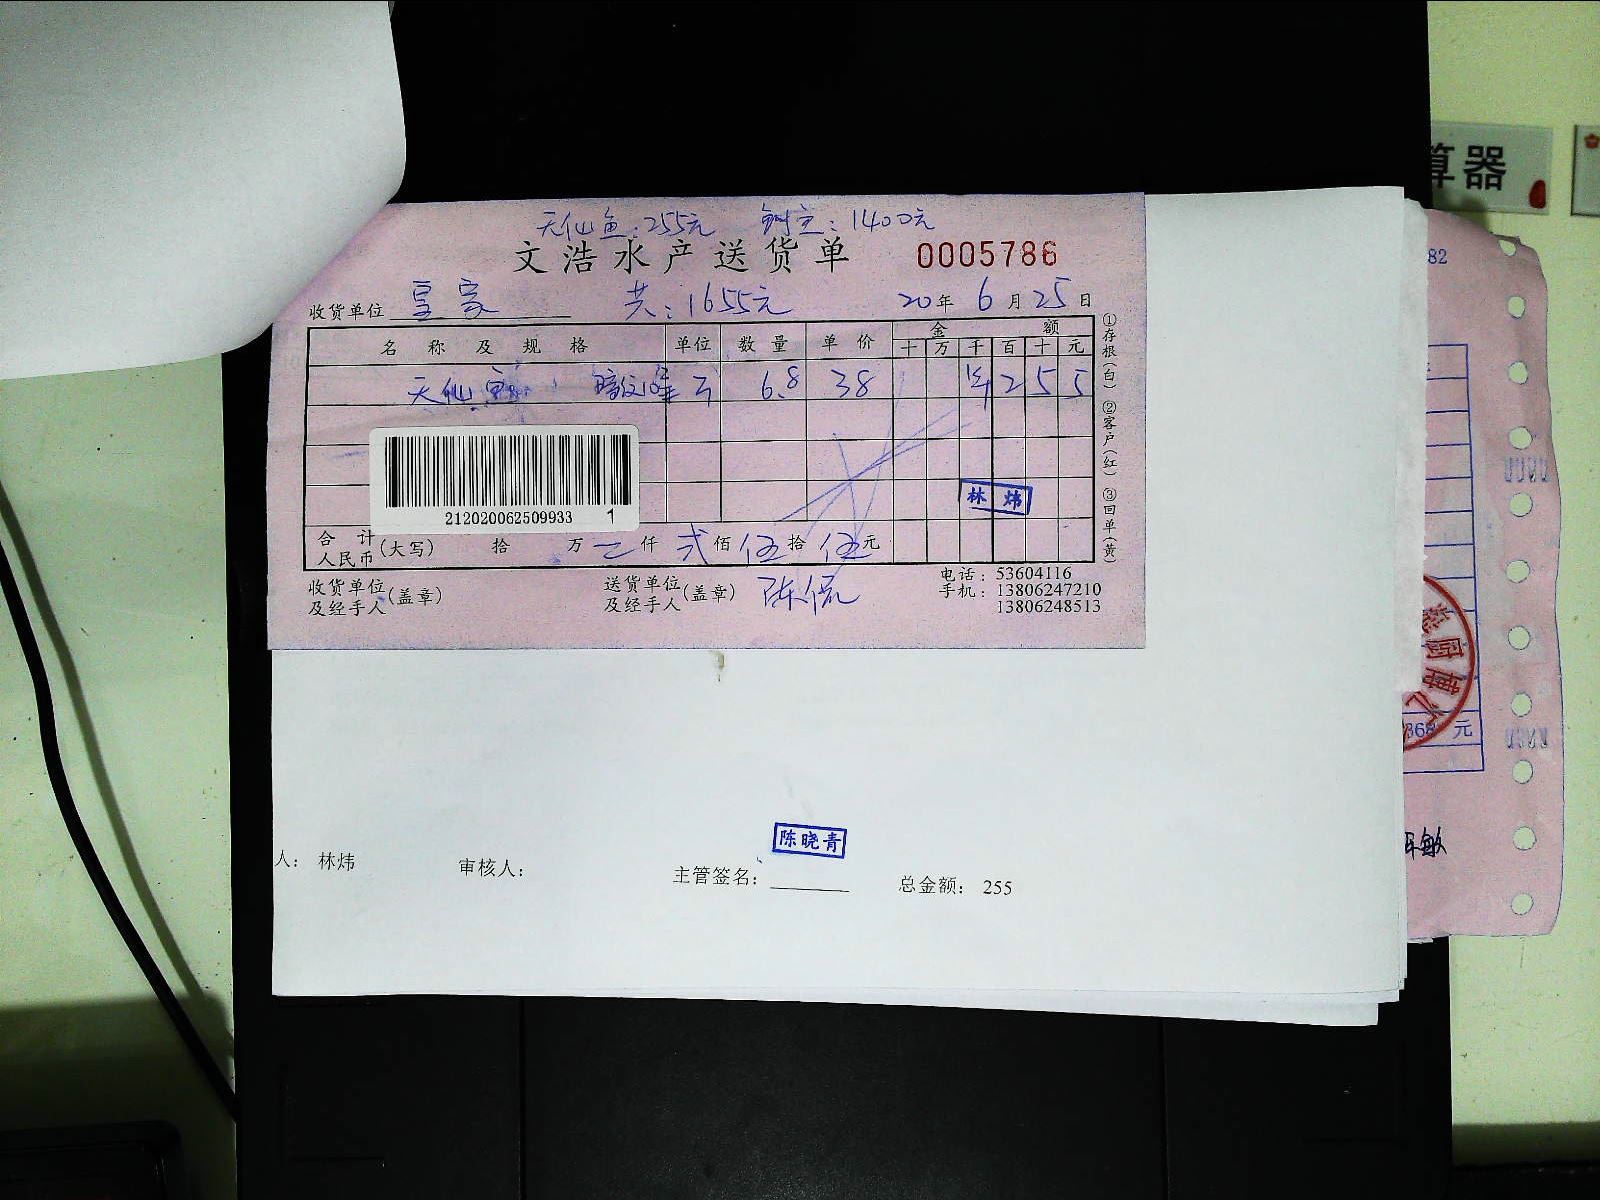 天仙鱼：255元 1400元
文浩水产送货单 0005786
收货单位 皇家 共：1655元 20年6月25日
名称及规格 单位 数量 单价 金额
十 万 千 百 十 元
天仙鱼 斤 6.8 38 ¥ 2 5 5
212020062509933 1
林炜
合计
人民币(大写) 拾 万 仟 贰 佰 伍 拾 伍 元
收货单位
及经手人(盖章)
送货单位
及经手人(盖章)
电话：53604116
手机：13806247210
13806248513
①存根(白) ②客户(红) ③回单(黄)
陈晓青
人： 林炜 审核人： 主管签名： 总金额： 255
算器
82
368 元
敏